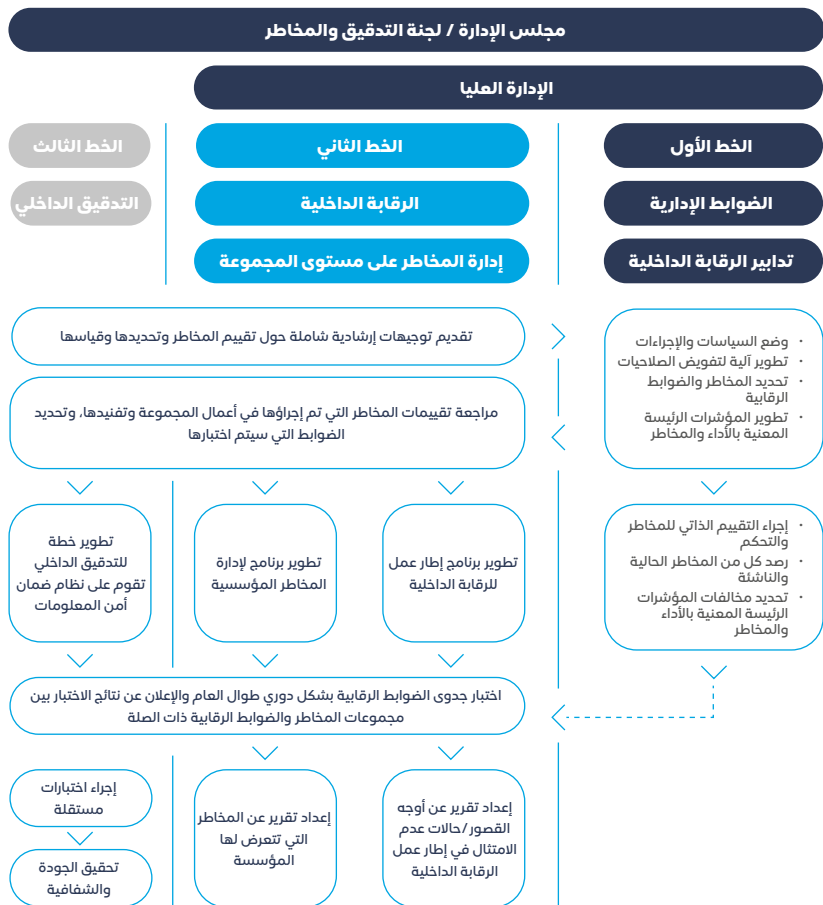 مجلس الإدارة / لجنة التدقيق والمخاطر
الإدارة العليا
الخط الأول
الخط الثاني
الخط الثالث
الضوابط الإدارية
الرقابة الداخلية
التدقيق الداخلي
تدابير الرقابة الداخلية
إدارة المخاطر على مستوى المجموعة
· وضع السياسات والإجراءات
· تطوير آلية لتفويض الصلاحيات
· تحديد المخاطر والضوابط
الرقابية
· تطوير المؤشرات الرئيسة
المعنية بالأداء والمخاطر
تقديم توجيهات إرشادية شاملة حول تقييم المخاطر وتحديدها وقياسها
مراجعة تقييمات المخاطر التي تم إجراؤها في أعمال المجموعة وتفنيدها، وتحديد
الضوابط التي سيتم اختبارها
· إجراء التقييم الذاتي للمخاطر
والتحكم
· رصد كل من المخاطر الحالية
والناشئة
· تحديد مخالفات المؤشرات
الرئيسة المعنية بالأداء
والمخاطر
تطوير برنامج إطار عمل
للرقابة الداخلية
تطوير برنامج لإدارة
المخاطر المؤسسية
تطوير خطة
للتدقيق الداخلي
تقوم على نظام ضمان
أمن المعلومات
اختبار جدوى الضوابط الرقابية بشكل دوري طوال العام والإعلان عن نتائج الاختبار بين
مجموعات المخاطر والضوابط الرقابية ذات الصلة
إعداد تقرير عن أوجه
القصور/حالات عدم
الامتثال في إطار عمل
الرقابة الداخلية
إعداد تقرير عن المخاطر
التي تتعرض لها
المؤسسة
إجراء اختبارات
مستقلة
تحقيق الجودة
والشفافية